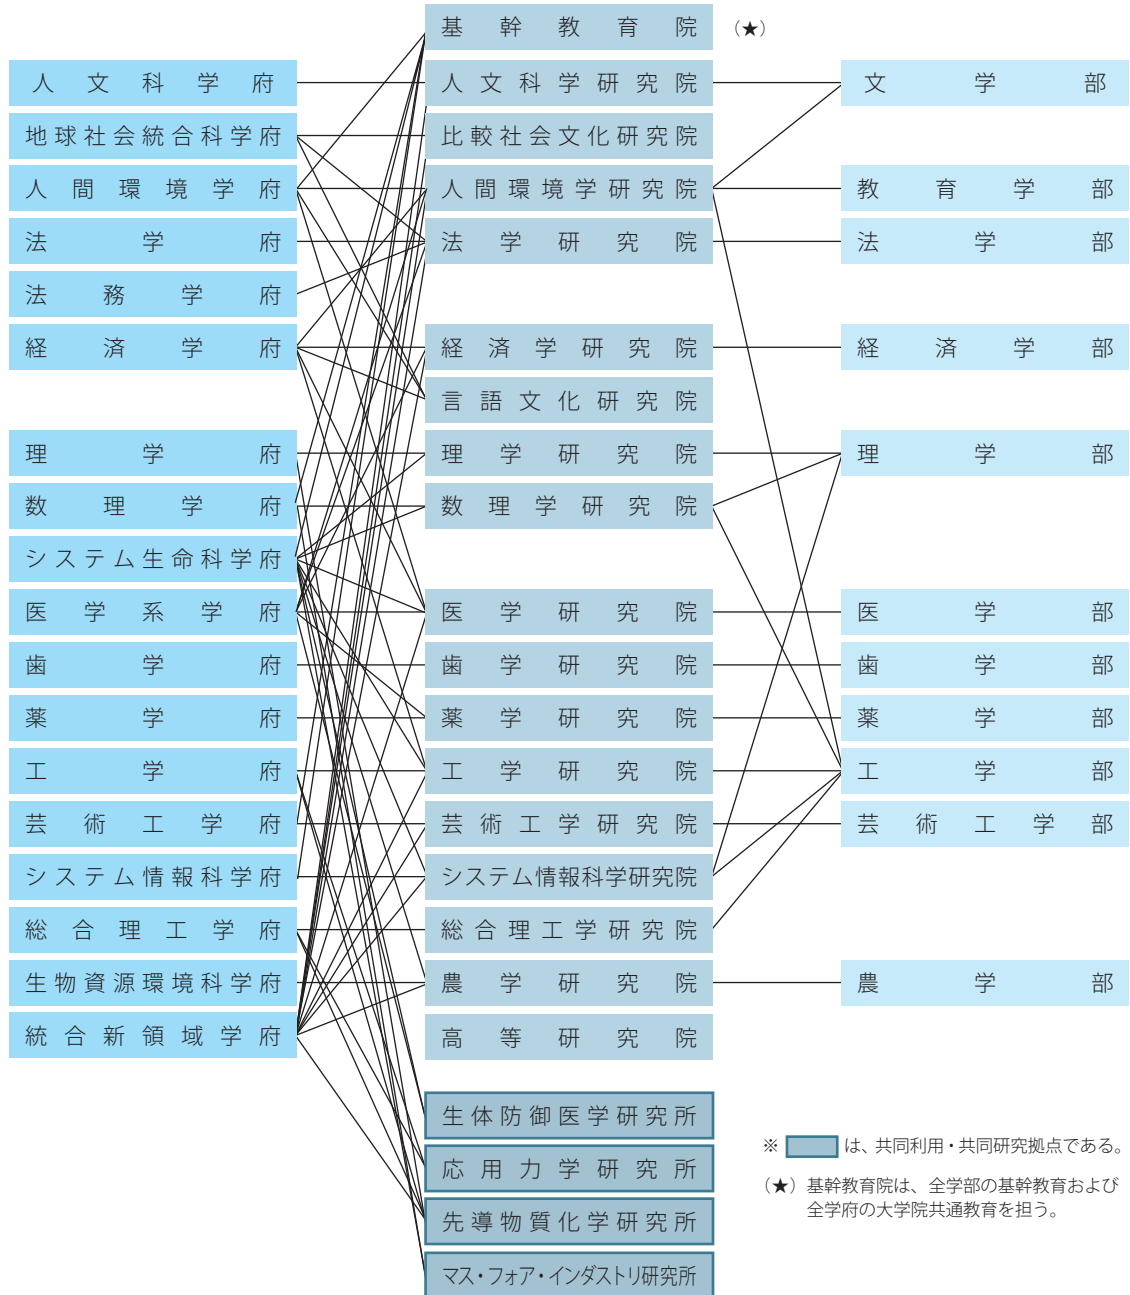 基幹教育院 (★)
人文科学府 人文科学研究院 文学部
地球社会統合科学府 比較社会文化研究院
人間環境学府 人間環境学研究院 教育学部
法学府 法学研究院 法学部
法務学府
経済学府 経済学研究院 経済学部
言語文化研究院
理学府 理学研究院 理学部
数理学府 数理学研究院
システム生命科学府
医学系学府 医学研究院 医学部
歯学府 歯学研究院 歯学部
薬学府 薬学研究院 薬学部
工学府 工学研究院 工学部
芸術工学府 芸術工学研究院 芸術工学部
システム情報科学府 システム情報科学研究院
総合理工学府 総合理工学研究院
生物資源環境科学府 農学研究院 農学部
統合新領域学府 高等研究院
生体防御医学研究所
応用力学研究所
先導物質化学研究所
マス・フォア・インダストリ研究所
※ は、共同利用・共同研究拠点である。
(★) 基幹教育院は、全学部の基幹教育および
全学府の大学院共通教育を担う。